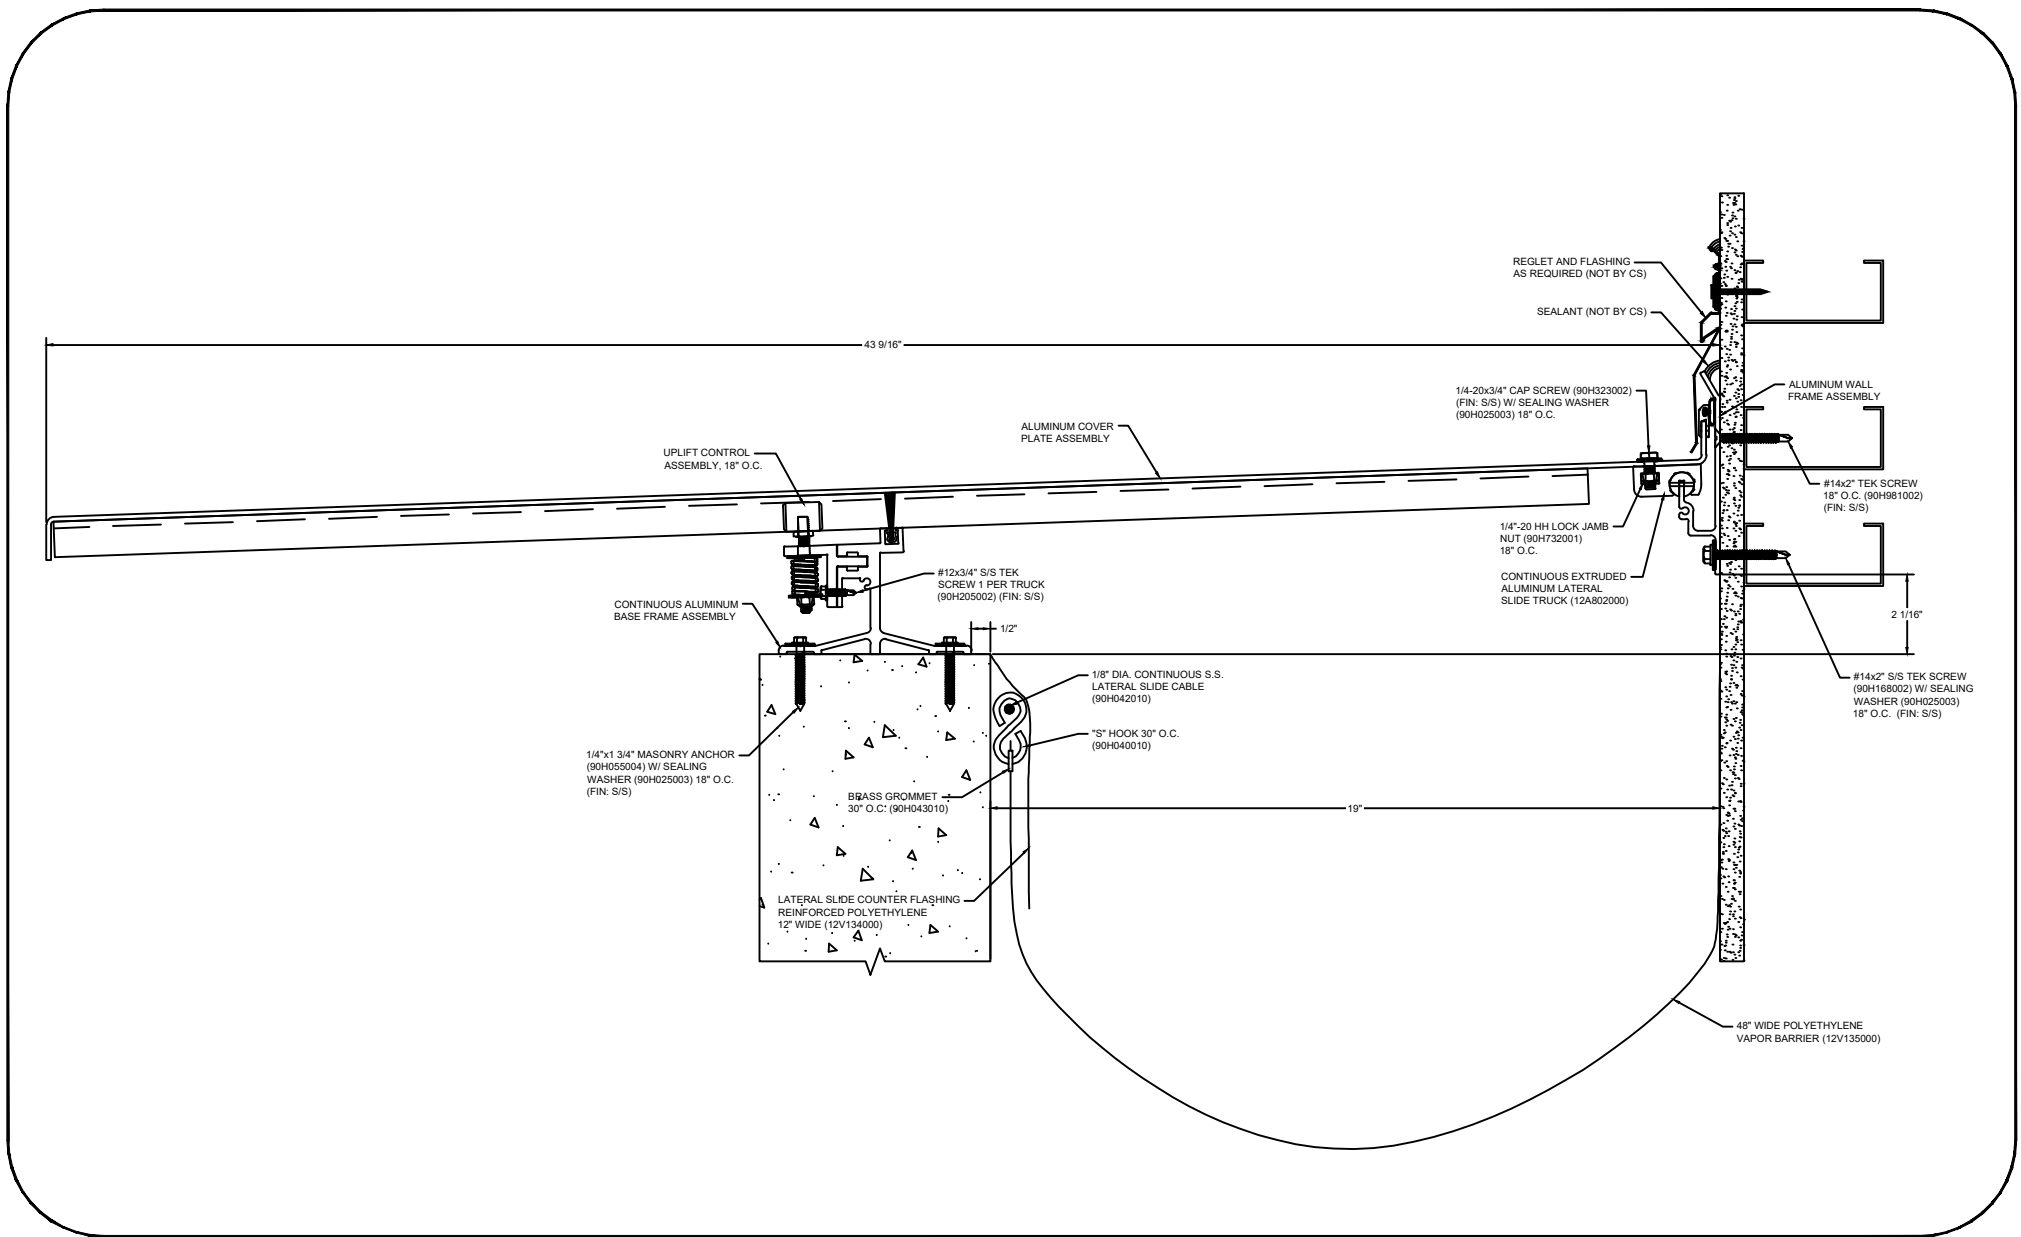 REGLET AND FLASHING
AS REQUIRED (NOT BY CS)
SEALANT (NOT BY CS)
43 9/16"
1/4-20x3/4" CAP SCREW (90H323002)
(FIN: S/S) W/ SEALING WASHER
(90H025003) 18" O.C.
ALUMINUM WALL
FRAME ASSEMBLY
ALUMINUM COVER
PLATE ASSEMBLY
UPLIFT CONTROL
ASSEMBLY, 18" O.C.
#14x2" TEK SCREW
18" O.C. (90H981002)
(FIN: S/S)
1/4"-20 HH LOCK JAMB
NUT (90H732001)
18" O.C.
#12x3/4" S/S TEK
SCREW 1 PER TRUCK
(90H205002) (FIN: S/S)
CONTINUOUS EXTRUDED
ALUMINUM LATERAL
SLIDE TRUCK (12A802000)
CONTINUOUS ALUMINUM
BASE FRAME ASSEMBLY
2 1/16"
1/2"
1/8" DIA. CONTINUOUS S.S.
LATERAL SLIDE CABLE
(90H042010)
#14x2" S/S TEK SCREW
(90H168002) W/ SEALING
WASHER (90H025003)
18" O.C. (FIN: S/S)
"S" HOOK 30" O.C.
(90H040010)
1/4"x1 3/4" MASONRY ANCHOR
(90H055004) W/ SEALING
WASHER (90H025003) 18" O.C.
(FIN: S/S)
BRASS GROMMET
30" O.C. (90H043010)
19"
LATERAL SLIDE COUNTER FLASHING
REINFORCED POLYETHYLENE
12" WIDE (12V134000)
48" WIDE POLYETHYLENE
VAPOR BARRIER (12V135000)